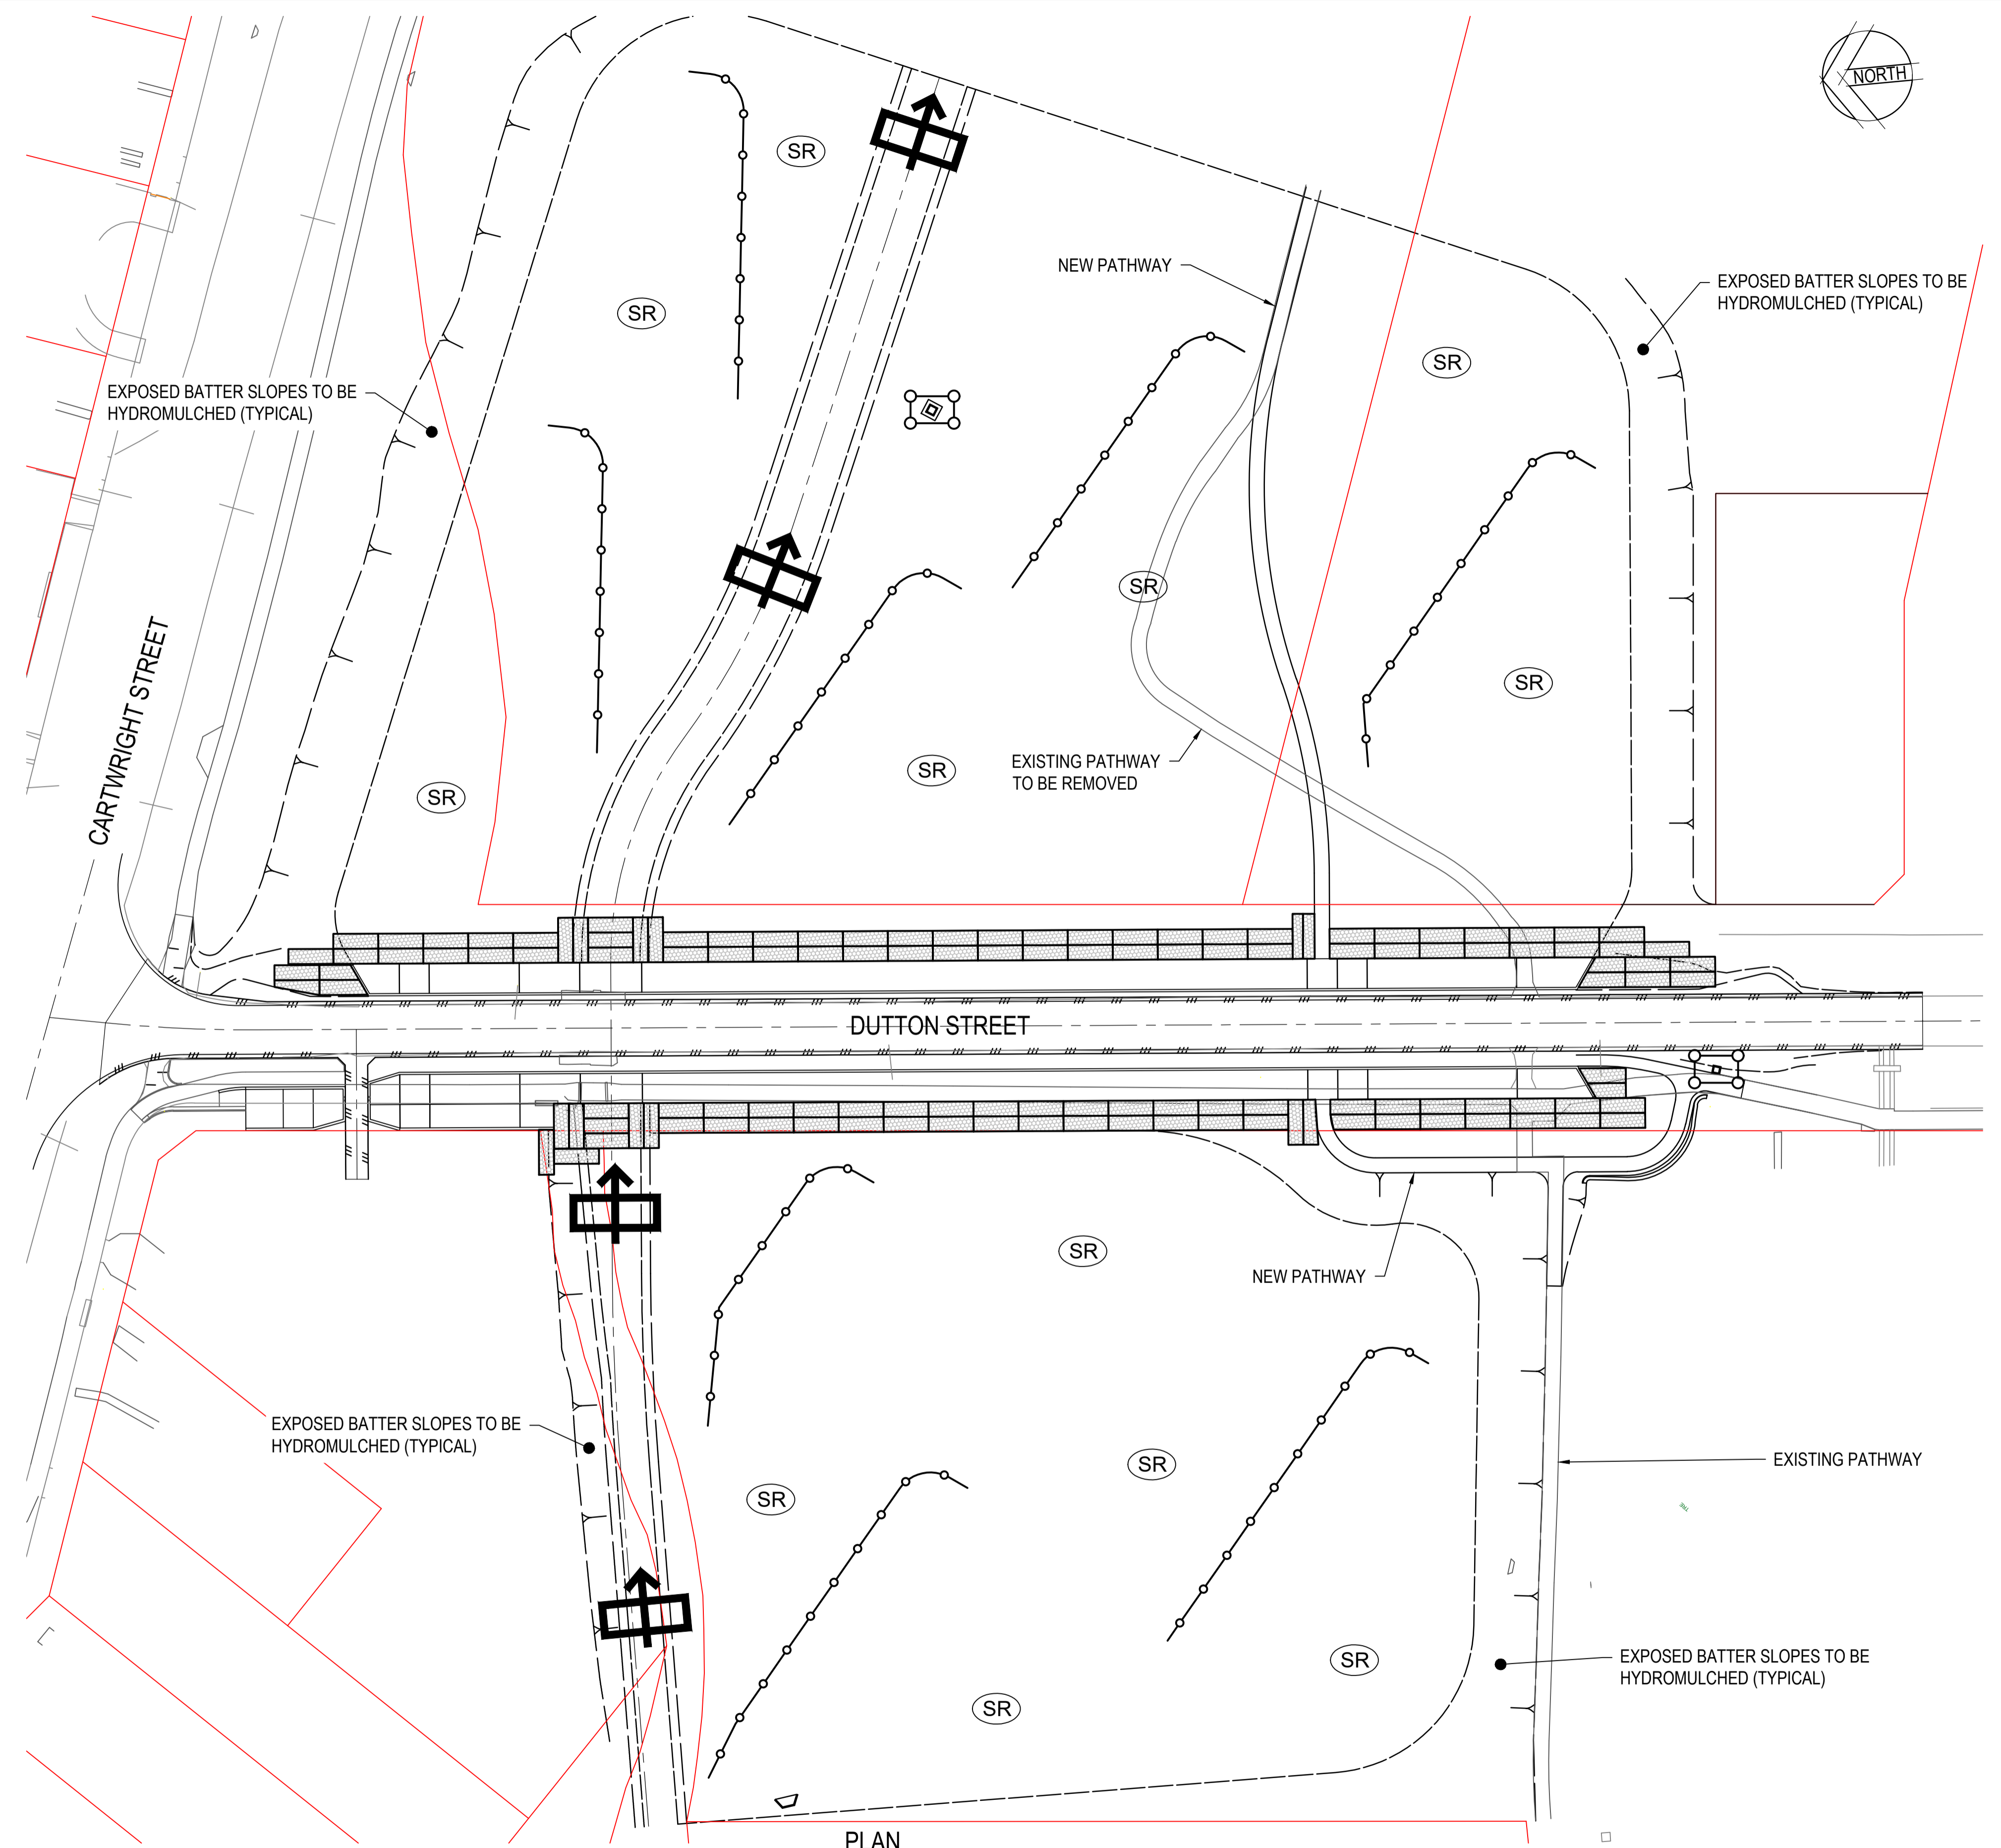 NORTH
SR
NEW PATHWAY
EXPOSED BATTER SLOPES TO BE
HYDROMULCHED (TYPICAL)
SR
SR
EXPOSED BATTER SLOPES TO BE
HYDROMULCHED (TYPICAL)
SR
SR
CARTWRIGHT STREET
EXISTING PATHWAY
TO BE REMOVED
SR
SR
DUTTON STREET
SR
NEW PATHWAY
EXPOSED BATTER SLOPES TO BE
HYDROMULCHED (TYPICAL)
SR
EXISTING PATHWAY
SR
TRE
SR
EXPOSED BATTER SLOPES TO BE
HYDROMULCHED (TYPICAL)
SR
PLAN